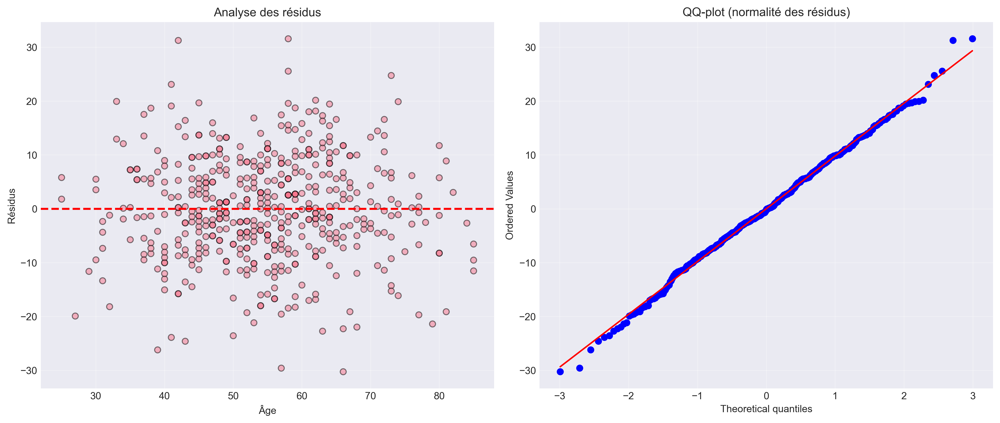 Analyse des résidus
Résidus
30
20
10
0
−10
−20
−30
30 40 50 60 70 80
Âge
QQ-plot (normalité des résidus)
Ordered Values
30
20
10
0
−10
−20
−30
−3 −2 −1 0 1 2 3
Theoretical quantiles